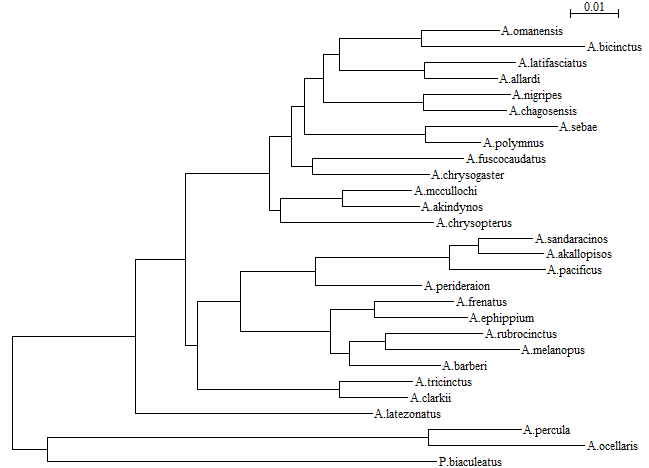 0.01
A.omanensis
A.bicinctus
A.latifasciatus
A.allardi
A.nigripes
A.chagosensis
A.sebae
A.polymnus
A.fuscocaudatus
A.chrysogaster
A.mccullochi
A.akindynos
A.chrysopterus
A.sandaracinos
A.akallopisos
A.pacificus
A.perideraion
A.frenatus
A.ephippium
A.rubrocinctus
A.melanopus
A.barberi
A.tricinctus
A.clarkii
A.latezonatus
A.percula
A.ocellaris
P.biaculeatus